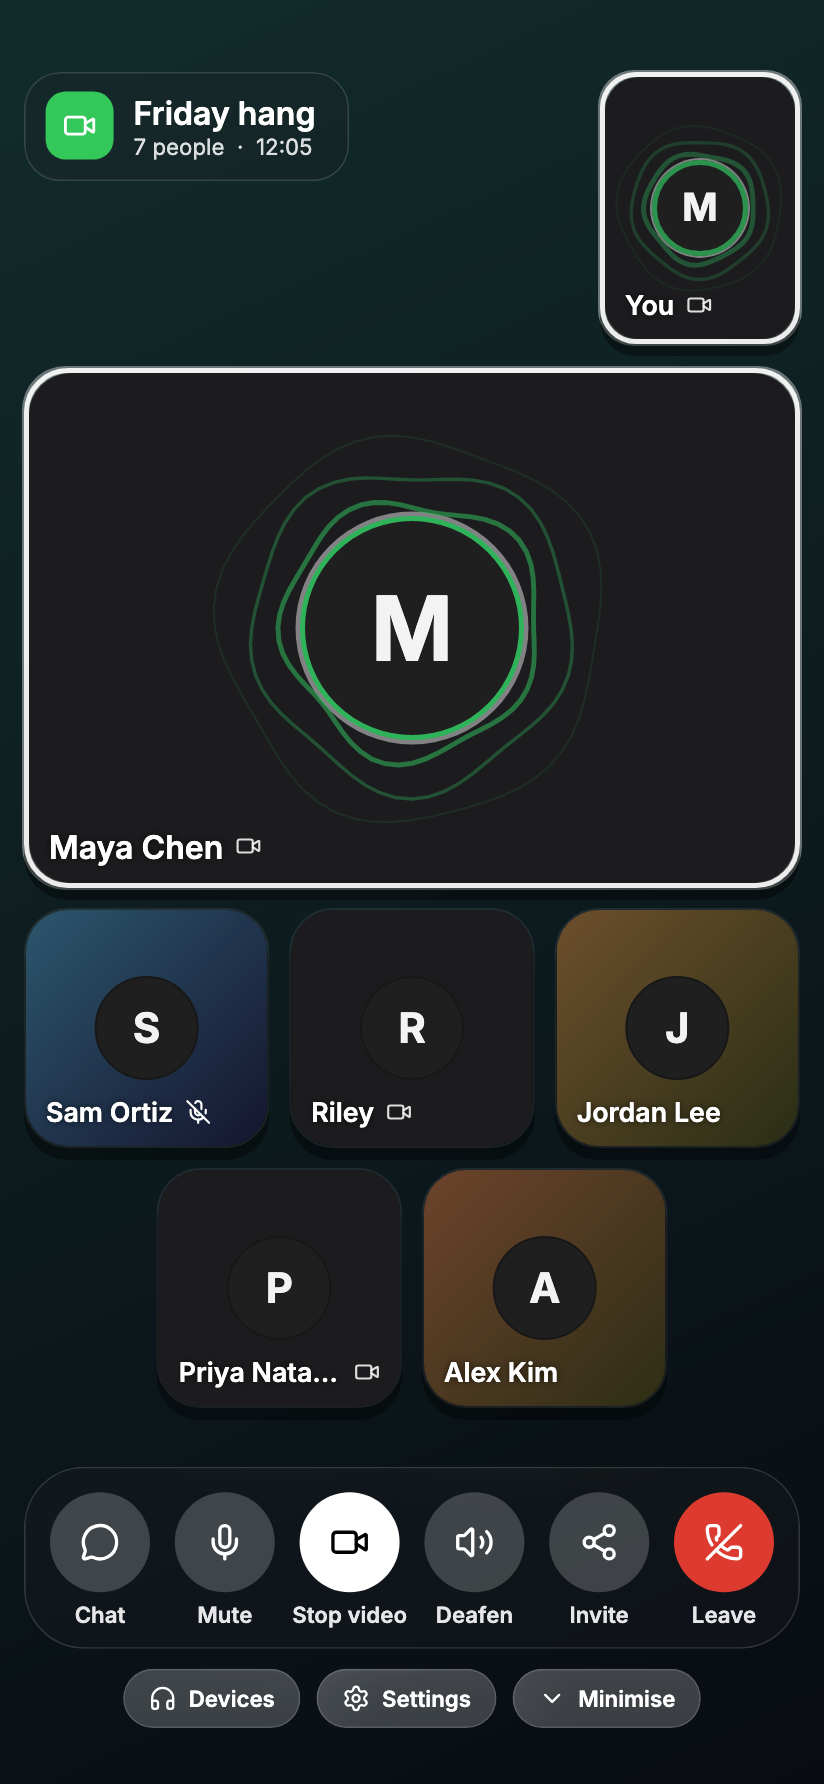 Friday hang
7 people · 12:05
M
You
M
Maya Chen
S
Sam Ortiz
R
Riley
J
Jordan Lee
P
Priya Nata...
A
Alex Kim
Chat
Mute
Stop video
Deafen
Invite
Leave
Devices
Settings
Minimise